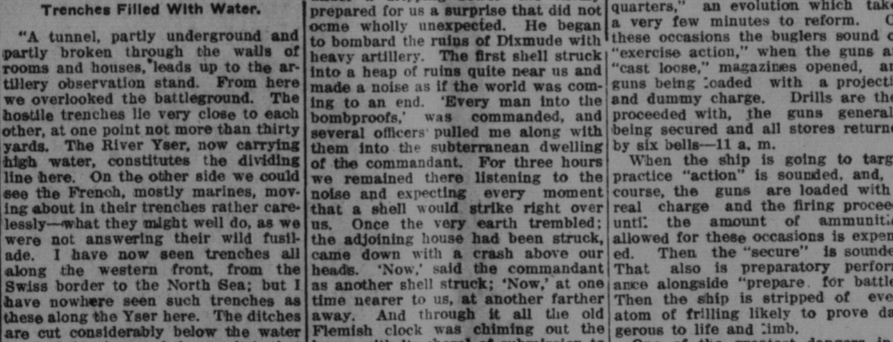 Trenches Filled With Water.
"A tunnel, partly underground and
partly broken through the walls of
rooms and houses, leads up to the ar-
tillery observation stand. From here
we overlooked the battleground. The
hostile trenches lie very close to each
other, at one point not more than thirty
yards. The River Yser, now carrying
high water, constitutes the dividing
line here. On the other side we could
see the French, mostly marines, mov-
ing about in their trenches rather care-
lessly—what they might well do, as we
were not answering their wild fusil-
ade. I have now seen trenches all
along the western front, from the
Swiss border to the North Sea; but I
have nowhere seen such trenches as
these along the Yser here. The ditches
are cut considerably below the water
prepared for us a surprise that did not
ocme wholly unexpected. He began
to bombard the ruins of Dixmude with
heavy artillery. The first shell struck
into a heap of ruins quite near us and
made a noise as if the world was com-
ing to an end. 'Every man into the
bombproofs,' was commanded, and
several officers pulled me along with
them into the subterranean dwelling
of the commandant. For three hours
we remained there listening to the
noise and expecting every moment
that a shell would strike right over
us. Once the very earth trembled;
the adjoining house had been struck,
came down with a crash above our
heads. 'Now,' said the commandant
as another shell struck; 'Now,' at one
time nearer to us, at another farther
away. And through it all the old
Flemish clock was chiming out the
quarters," an evolution which tak
a very few minutes to reform. O
these occasions the buglers sound
"exercise action," when the guns a
"cast loose," magazines opened, a
guns being loaded with a project
and dummy charge. Drills are th
proceeded with, the guns genera
being secured and all stores return
by six bells—11 a. m.
When the ship is going to targ
practice "action" is sounded, and,
course, the guns are loaded with
real charge and the firing procee
until the amount of ammunit
allowed for these occasions is expen
ed. Then the "secure" is sounde
That also is preparatory perfor
ance alongside "prepare for battl
Then the ship is stripped of eve
atom of frilling likely to prove da
gerous to life and limb.